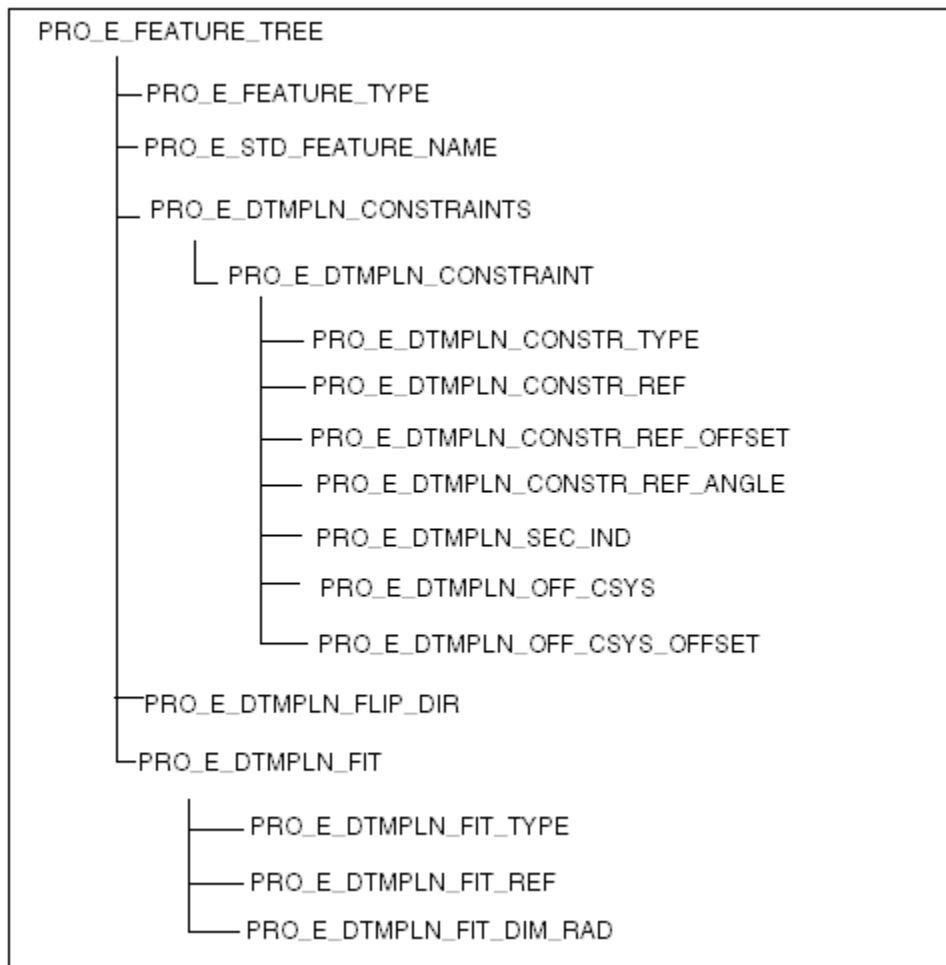 PRO_E_FEATURE_TREE
PRO_E_FEATURE_TYPE
PRO_E_STD_FEATURE_NAME
PRO_E_DTMPLN_CONSTRAINTS
PRO_E_DTMPLN_CONSTRAINT
PRO_E_DTMPLN_CONSTR_TYPE
PRO_E_DTMPLN_CONSTR_REF
PRO_E_DTMPLN_CONSTR_REF_OFFSET
PRO_E_DTMPLN_CONSTR_REF_ANGLE
PRO_E_DTMPLN_SEC_IND
PRO_E_DTMPLN_OFF_CSYS
PRO_E_DTMPLN_OFF_CSYS_OFFSET
PRO_E_DTMPLN_FLIP_DIR
PRO_E_DTMPLN_FIT
PRO_E_DTMPLN_FIT_TYPE
PRO_E_DTMPLN_FIT_REF
PRO_E_DTMPLN_FIT_DIM_RAD